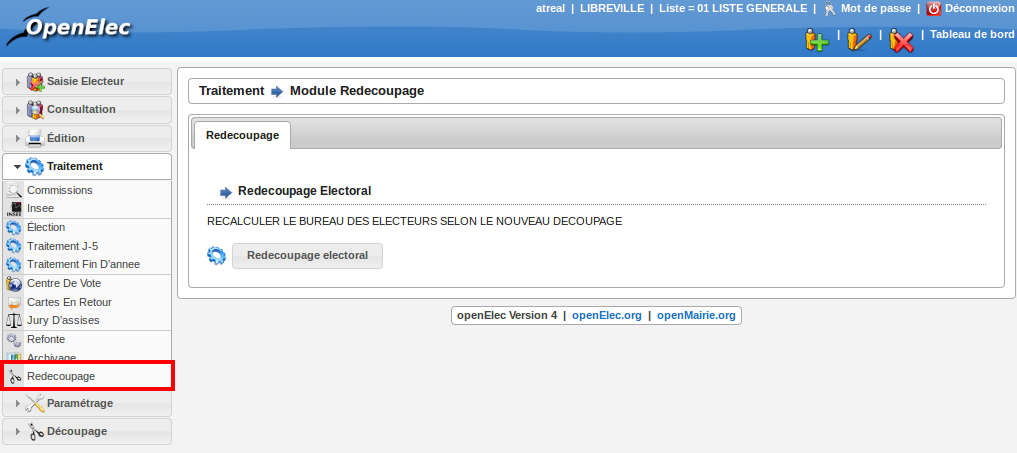 OpenElec
atreal | LIBREVILLE | Liste = 01 LISTE GENERALE | Mot de passe | Déconnexion
| | | Tableau de bord
Saisie Electeur
Consultation
Édition
Traitement
Commissions
Insee
Élection
Traitement J-5
Traitement Fin D'annee
Centre De Vote
Cartes En Retour
Jury D'assises
Refonte
Archivage
Redecoupage
Paramétrage
Découpage
Traitement Module Redecoupage
Redecoupage
Redecoupage Electoral
RECALCULER LE BUREAU DES ELECTEURS SELON LE NOUVEAU DECOUPAGE
Redecoupage electoral
openElec Version 4 | openElec.org | openMairie.org